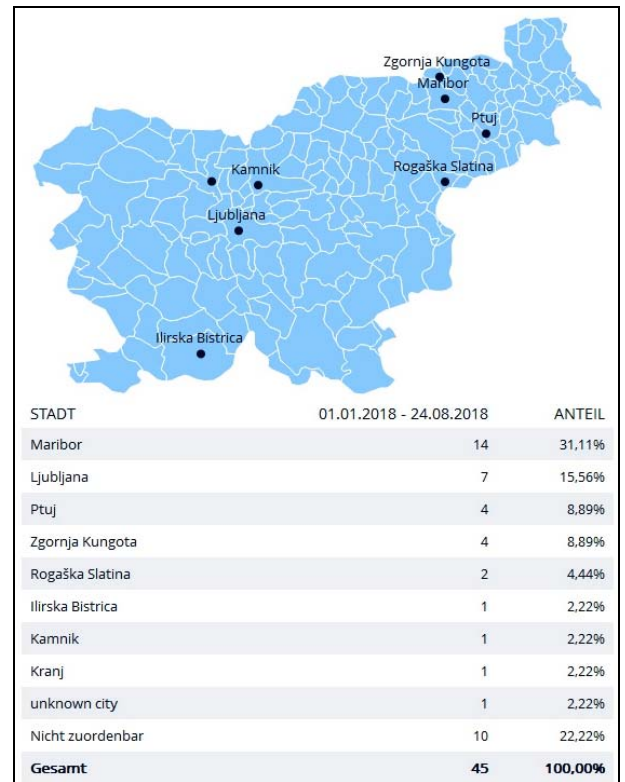 Zgornja Kungota
Maribor
Ptuj
Kamnik
Rogaška Slatina
Ljubljana
Ilirska Bistrica
STADT 01.01.2018 - 24.08.2018 ANTEIL
Maribor 14 31,11%
Ljubljana 7 15,56%
Ptuj 4 8,89%
Zgornja Kungota 4 8,89%
Rogaška Slatina 2 4,44%
Ilirska Bistrica 1 2,22%
Kamnik 1 2,22%
Kranj 1 2,22%
unknown city 1 2,22%
Nicht zuordenbar 10 22,22%
Gesamt 45 100,00%